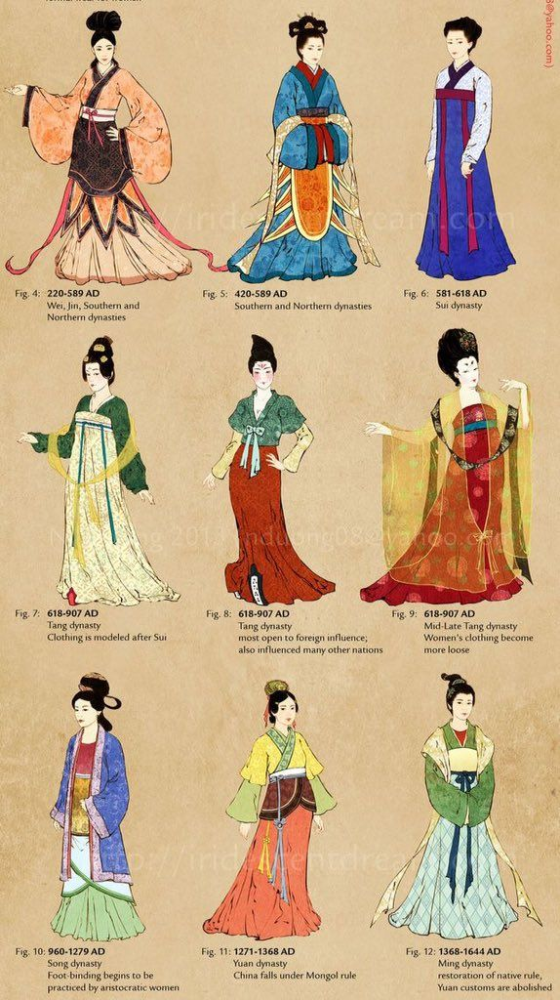 8@yahoo.com)
Fig. 4: 220-589 AD
Wei, Jin, Southern and
Northern dynasties
Fig. 5: 420-589 AD
Southern and Northern dynasties
Fig. 6: 581-618 AD
Sui dynasty
Fig. 7: 618-907 AD
Tang dynasty
Clothing is modeled after Sui
Fig. 8: 618-907 AD
Tang dynasty
most open to foreign influence;
also influenced many other nations
Fig. 9: 618-907 AD
Mid-Late Tang dynasty
Women's clothing become
more loose
Fig. 10: 960-1279 AD
Song dynasty
Foot-binding begins to be
practiced by aristocratic women
Fig. 11: 1271-1368 AD
Yuan dynasty
China falls under Mongol rule
Fig. 12: 1368-1644 AD
Ming dynasty
restoration of native rule,
Yuan customs are abolished